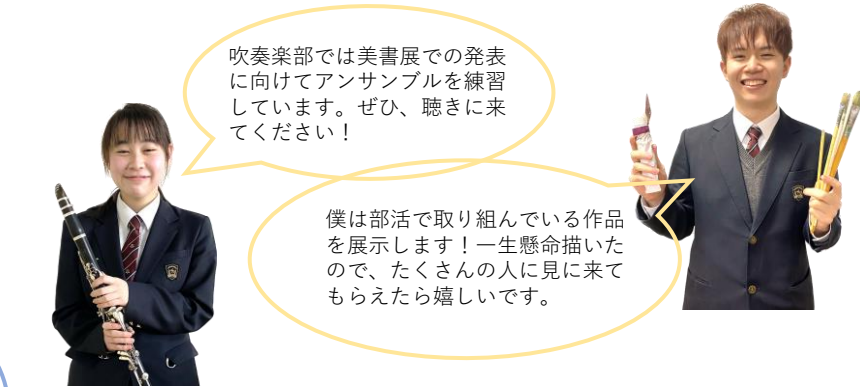 吹奏楽部では美書展での発表
に向けてアンサンブルを練習
しています。ぜひ、聴きに来
てください！
僕は部活で取り組んでいる作品
を展示します！一生懸命描いた
ので、たくさんの人に見に来て
もらえたら嬉しいです。